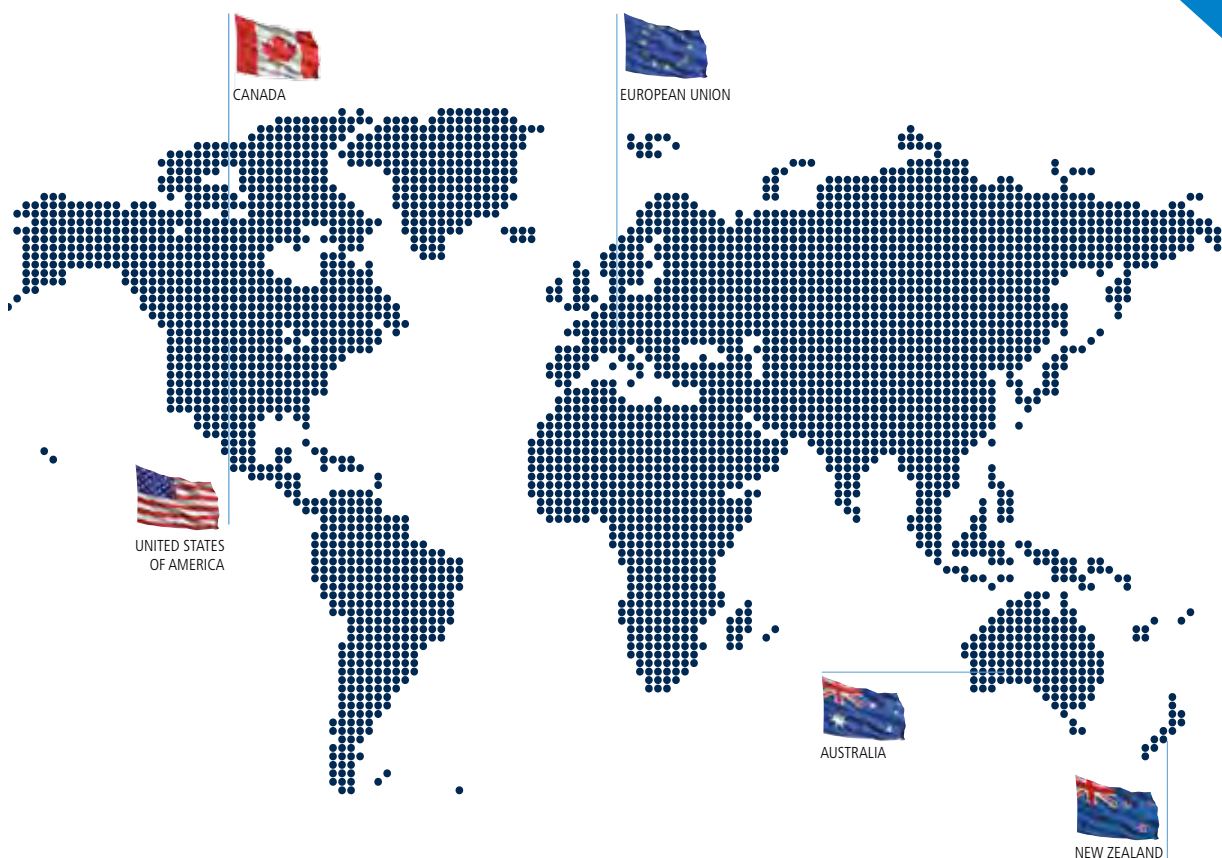 CANADA
EUROPEAN UNION
UNITED STATES
OF AMERICA
AUSTRALIA
NEW ZEALAND